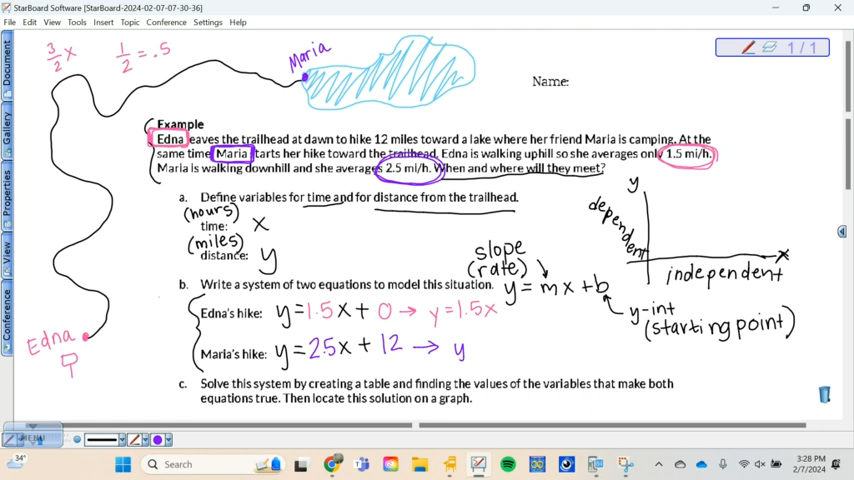 StarBoard Software - [StarBoard-2024-02-07-07-30-36]
File Edit View Tools Insert Topic Conference Settings Help
Document
Gallery
Properties
View
Conference
3/2 x 1/2 = .5
Maria
1 / 1
Name:
Example
Edna leaves the trailhead at dawn to hike 12 miles toward a lake where her friend Maria is camping. At the
same time Maria starts her hike toward the trailhead. Edna is walking uphill so she averages only 1.5 mi/h.
Maria is walking downhill and she averages 2.5 mi/h. When and where will they meet?
a. Define variables for time and for distance from the trailhead.
(hours)
time: x
(miles)
distance: y
y
dependent
x
independent
slope
(rate)
b. Write a system of two equations to model this situation.
y = mx + b
y-int
(starting point)
Edna's hike: y = 1.5x + 0 → y = 1.5x
Maria's hike: y = 2.5x + 12 → y
Edna
c. Solve this system by creating a table and finding the values of the variables that make both
equations true. Then locate this solution on a graph.
MENU
34°
Search
3:28 PM
2/7/2024